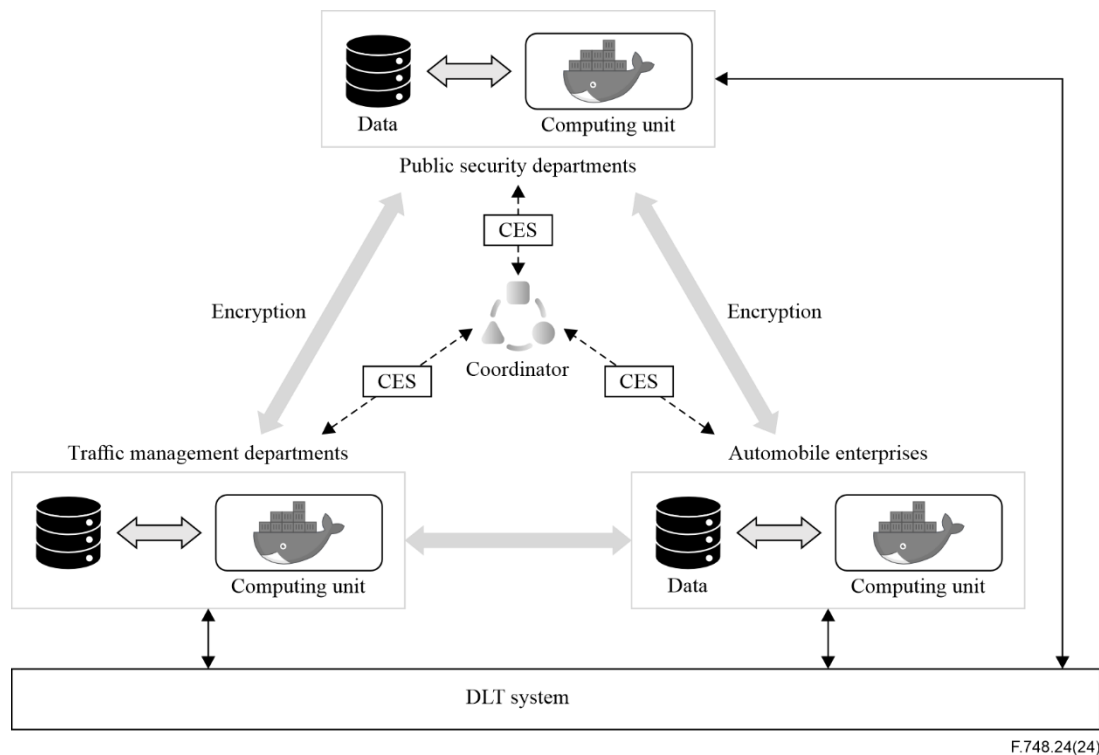 Data
Computing unit
Public security departments
CES
Encryption
Encryption
Coordinator
CES
CES
Traffic management departments
Automobile enterprises
Computing unit
Data
Computing unit
DLT system
F.748.24(24)